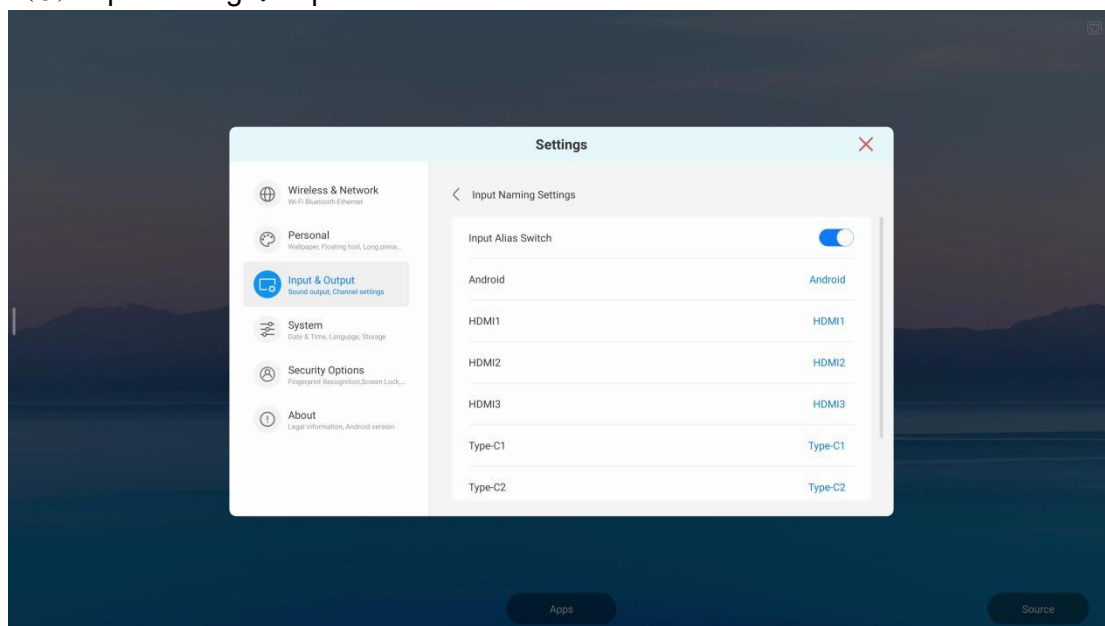 Settings
Wireless & Network
Wi-Fi Bluetooth Ethernet
Personal
Wallpaper, Floating tool, Long press...
Input & Output
Sound output, Channel settings
System
Date & Time, Language, Storage
Security Options
Fingerprint Recognition,Screen Lock,...
About
Legal information, Android version
Input Naming Settings
Input Alias Switch
Android Android
HDMI1 HDMI1
HDMI2 HDMI2
HDMI3 HDMI3
Type-C1 Type-C1
Type-C2 Type-C2
Apps
Source